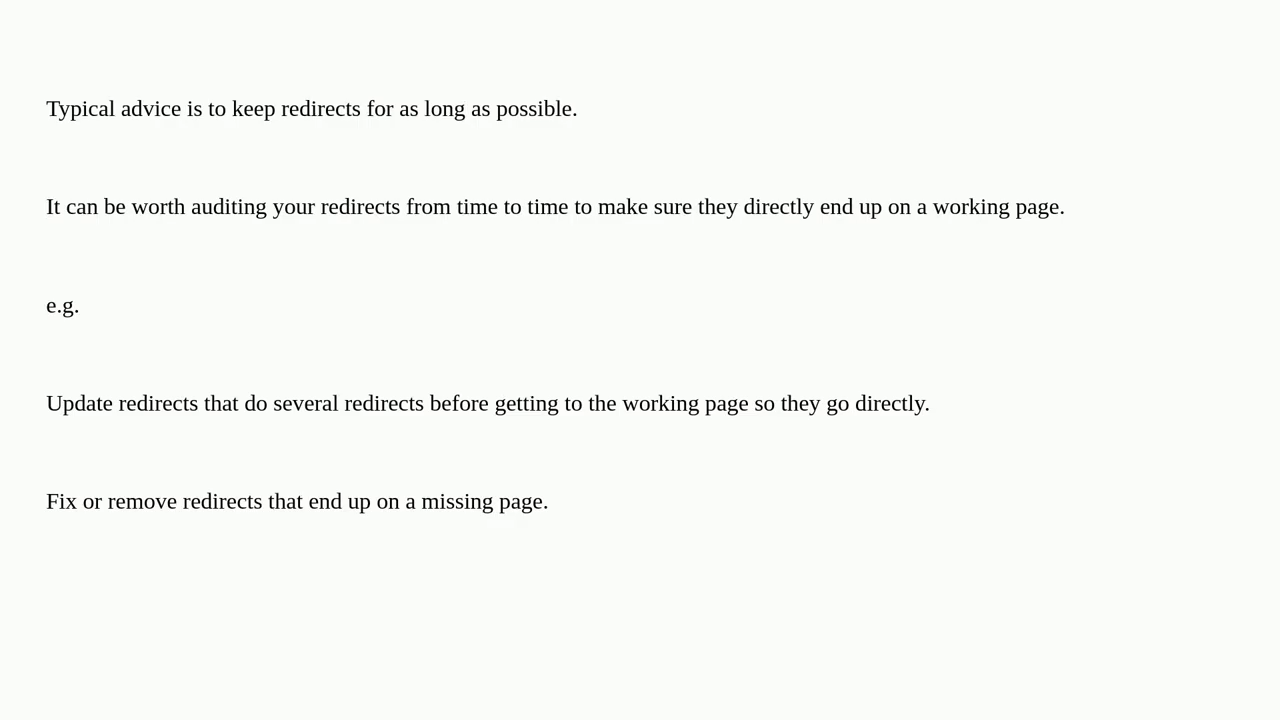 Typical advice is to keep redirects for as long as possible.
It can be worth auditing your redirects from time to time to make sure they directly end up on a working page.
e.g.
Update redirects that do several redirects before getting to the working page so they go directly.
Fix or remove redirects that end up on a missing page.